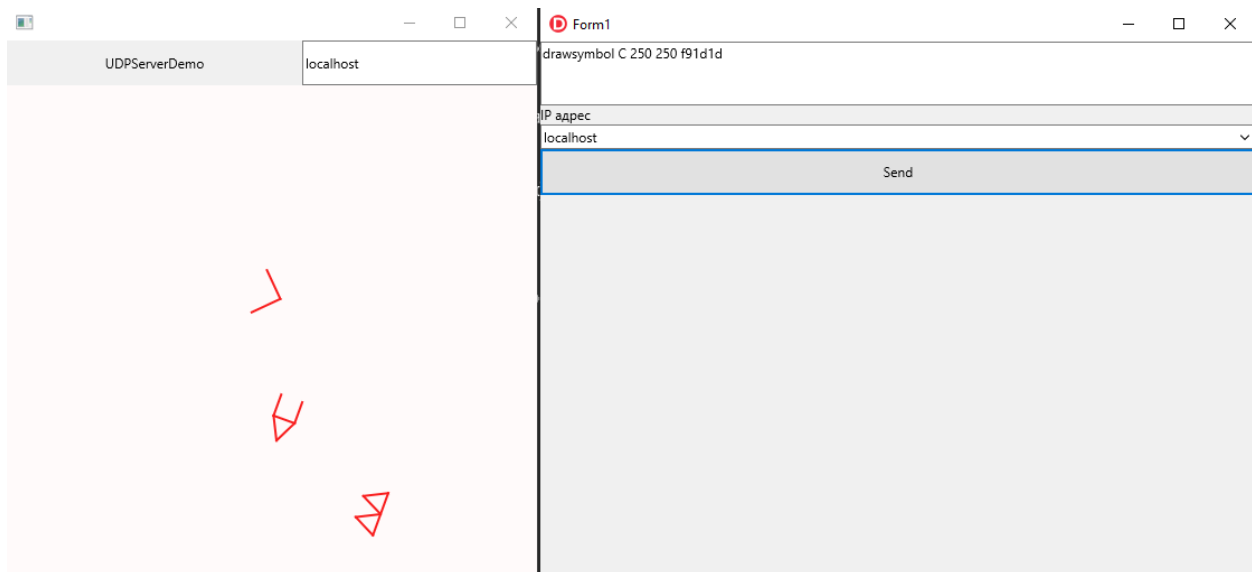 UDPServerDemo
localhost
Form1
drawsymbol C 250 250 f91d1d
IP адрес
localhost
Send